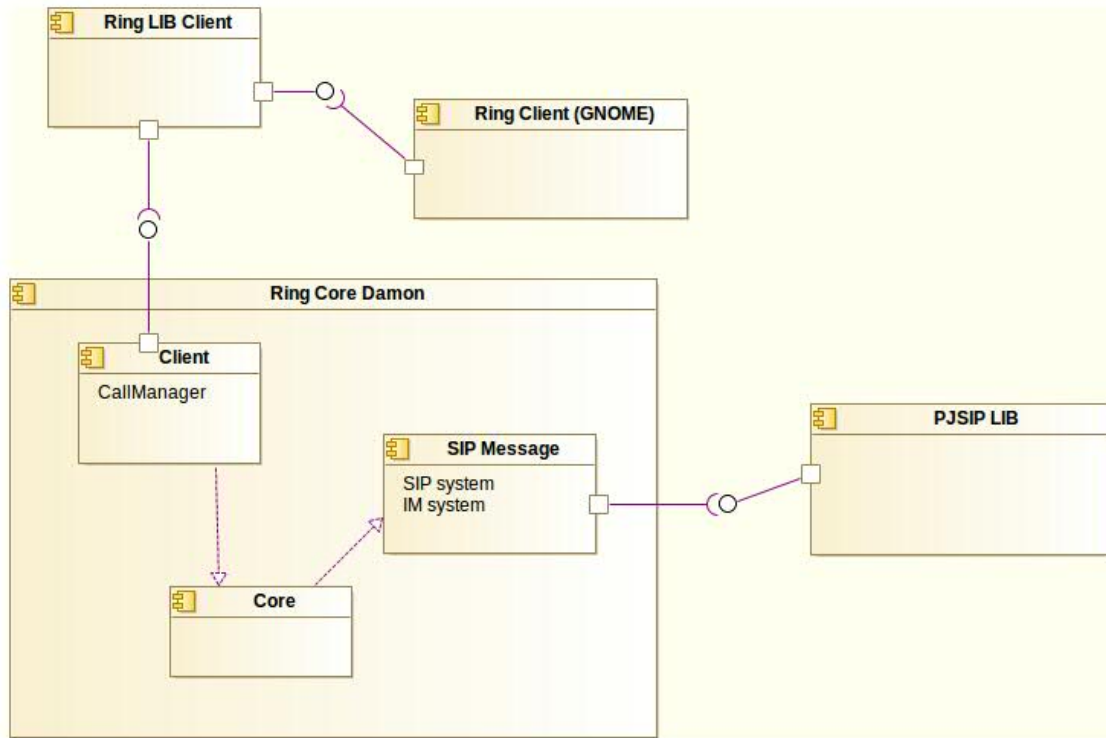 Ring LIB Client
Ring Client (GNOME)
Ring Core Damon
Client
CallManager
SIP Message
SIP system
IM system
PJSIP LIB
Core